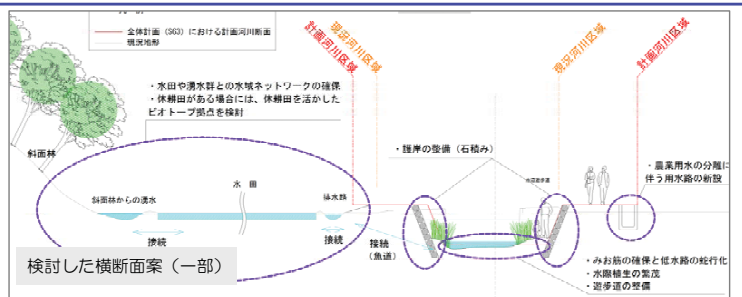 全体計画（S63）における計画河川断面
現況地形
計画河川区域
現況河川区域
現況河川区域
計画河川区域
・水田や湧水群との水域ネットワークの確保
・休耕田がある場合には、休耕田を活かした
ビオトープ拠点を検討
斜面林
・護岸の整備（石積み）
・農業用水の分離に
伴う用水路の新設
斜面林からの湧水
水 田
排水路
接続
接続
接続
（魚道）
検討した横断面案（一部）
・みお筋の確保と低水路の蛇行化
・水際植生の繁茂
・遊歩道の整備